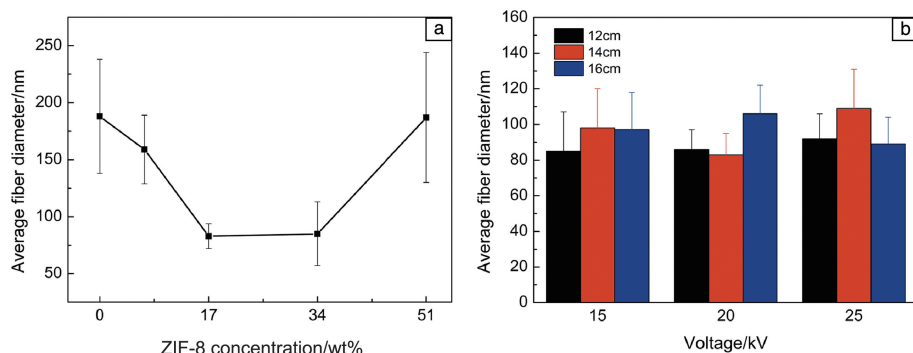 a
Average fiber diameter/nm
250
200
150
100
50
0 17 34 51
ZIF-8 concentration/wt%
b
Average fiber diameter/nm
160
140
120
100
80
60
40
20
0
12cm
14cm
16cm
15 20 25
Voltage/kV